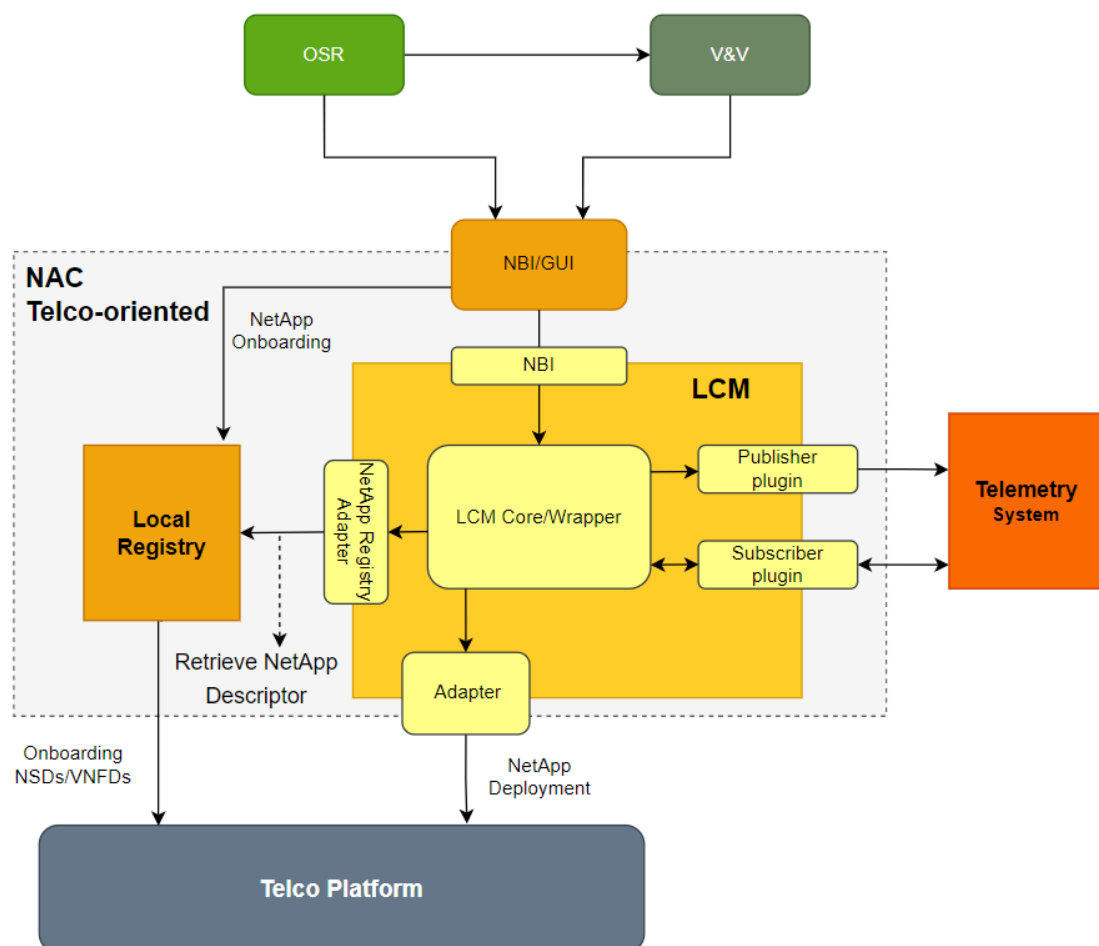 OSR
V&V
NBI/GUI
NAC
Telco-oriented
NetApp
Onboarding
NBI
LCM
Publisher
plugin
Telemetry
System
NetApp Registry
Adapter
LCM Core/Wrapper
Local
Registry
Subscriber
plugin
Retrieve NetApp
Descriptor
Adapter
Onboarding
NSDs/VNFDs
NetApp
Deployment
Telco Platform